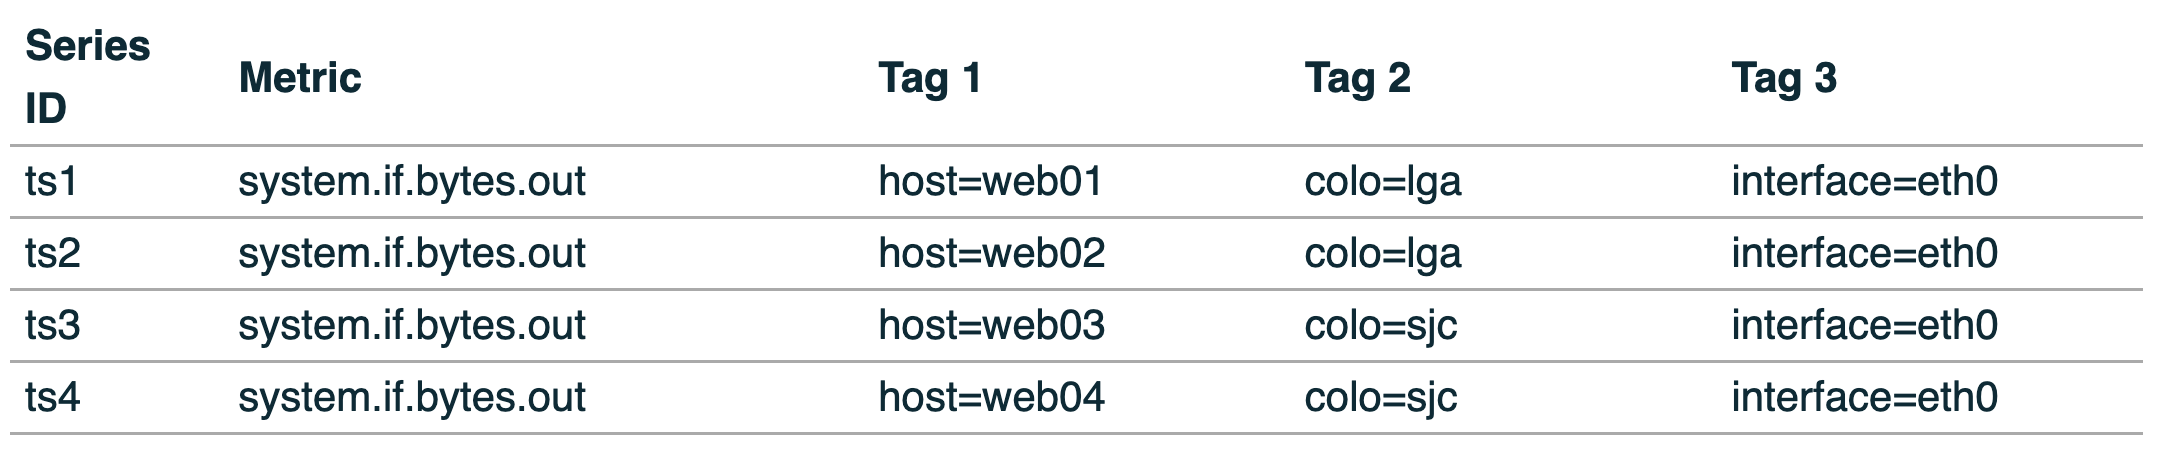 Series ID Metric Tag 1 Tag 2 Tag 3
ts1 system.if.bytes.out host=web01 colo=lga interface=eth0
ts2 system.if.bytes.out host=web02 colo=lga interface=eth0
ts3 system.if.bytes.out host=web03 colo=sjc interface=eth0
ts4 system.if.bytes.out host=web04 colo=sjc interface=eth0